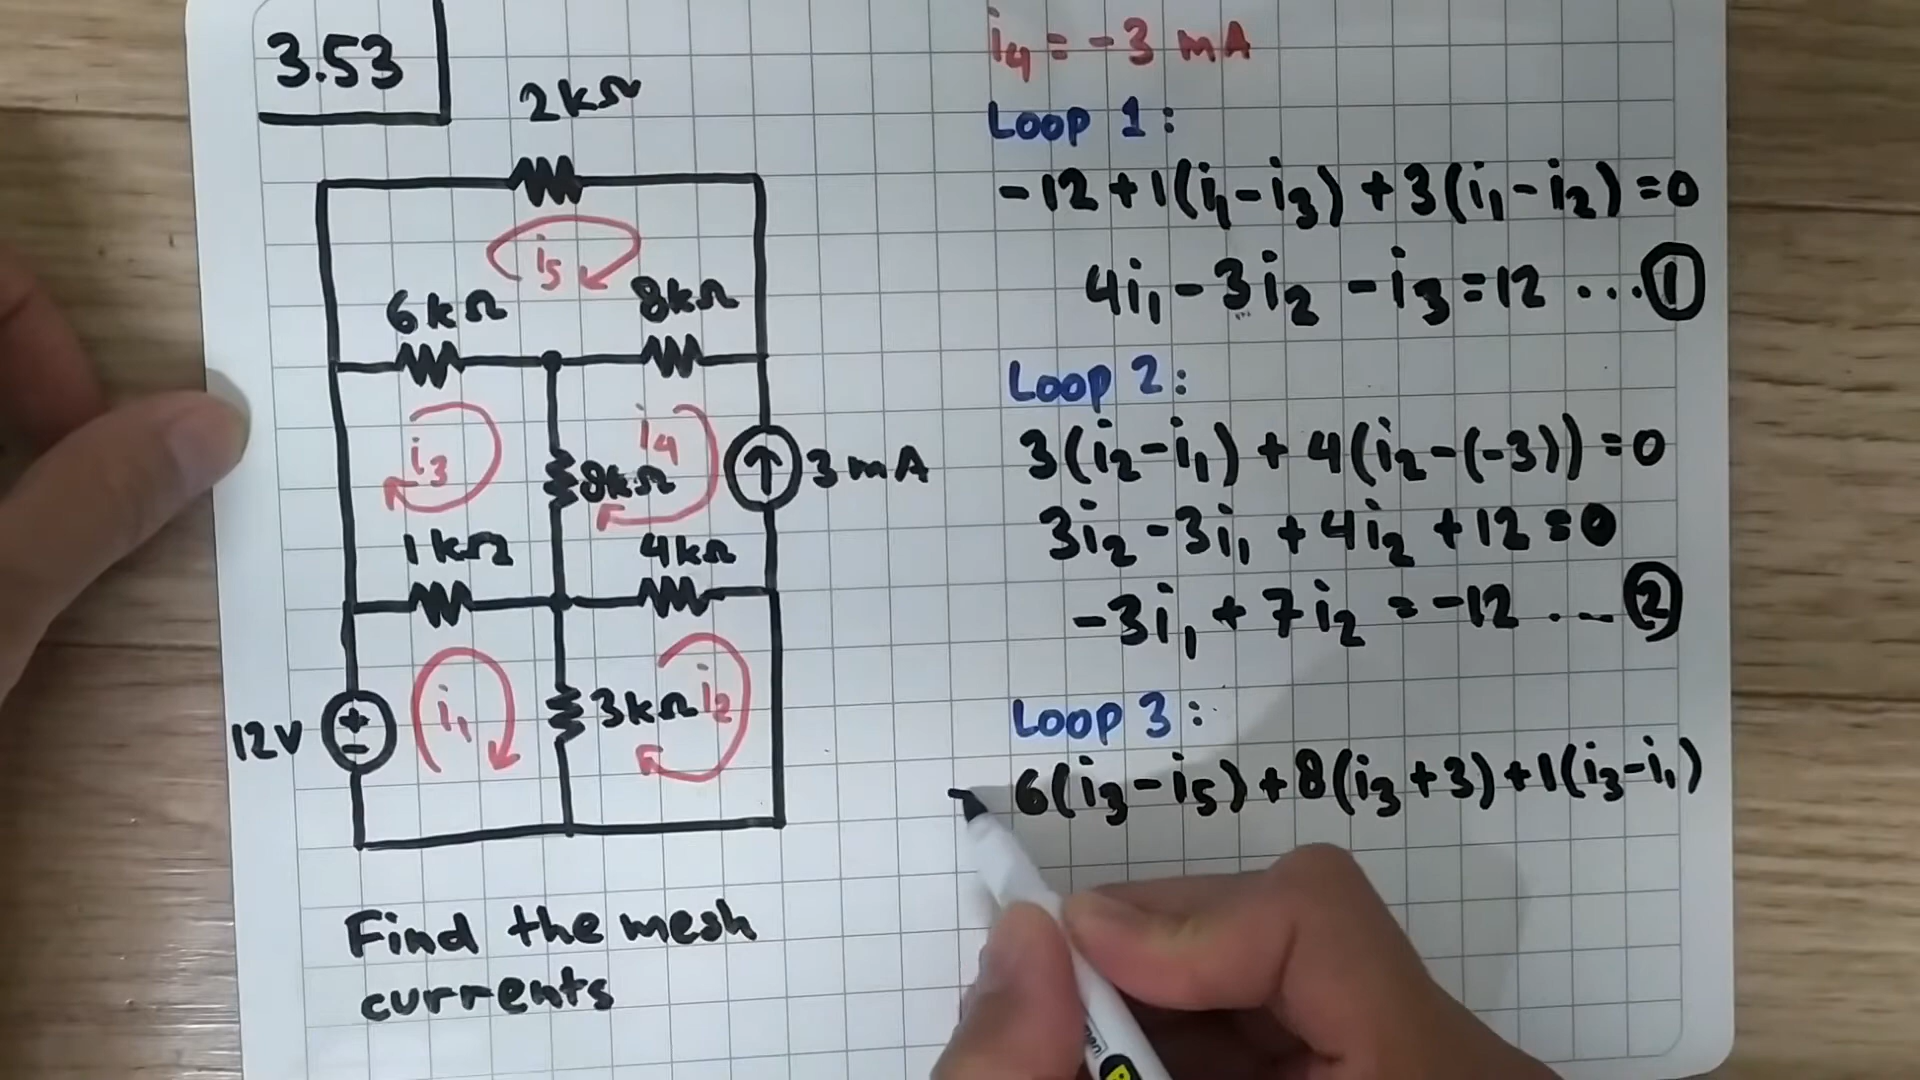 3.53
2kΩ
i5
6kΩ
8kΩ
i3
i4
8kΩ
3mA
1kΩ
4kΩ
12V
+
-
i1
3kΩ
i2
Find the mesh
currents
i4 = -3 mA
Loop 1:
-12+1(i1-i3)+3(i1-i2)=0
4i1-3i2-i3=12 ...①
Loop 2:
3(i2-i1)+4(i2-(-3))=0
3i2-3i1+4i2+12=0
-3i1+7i2=-12 ...②
Loop 3:
6(i3-i5)+8(i3+3)+1(i3-i1)